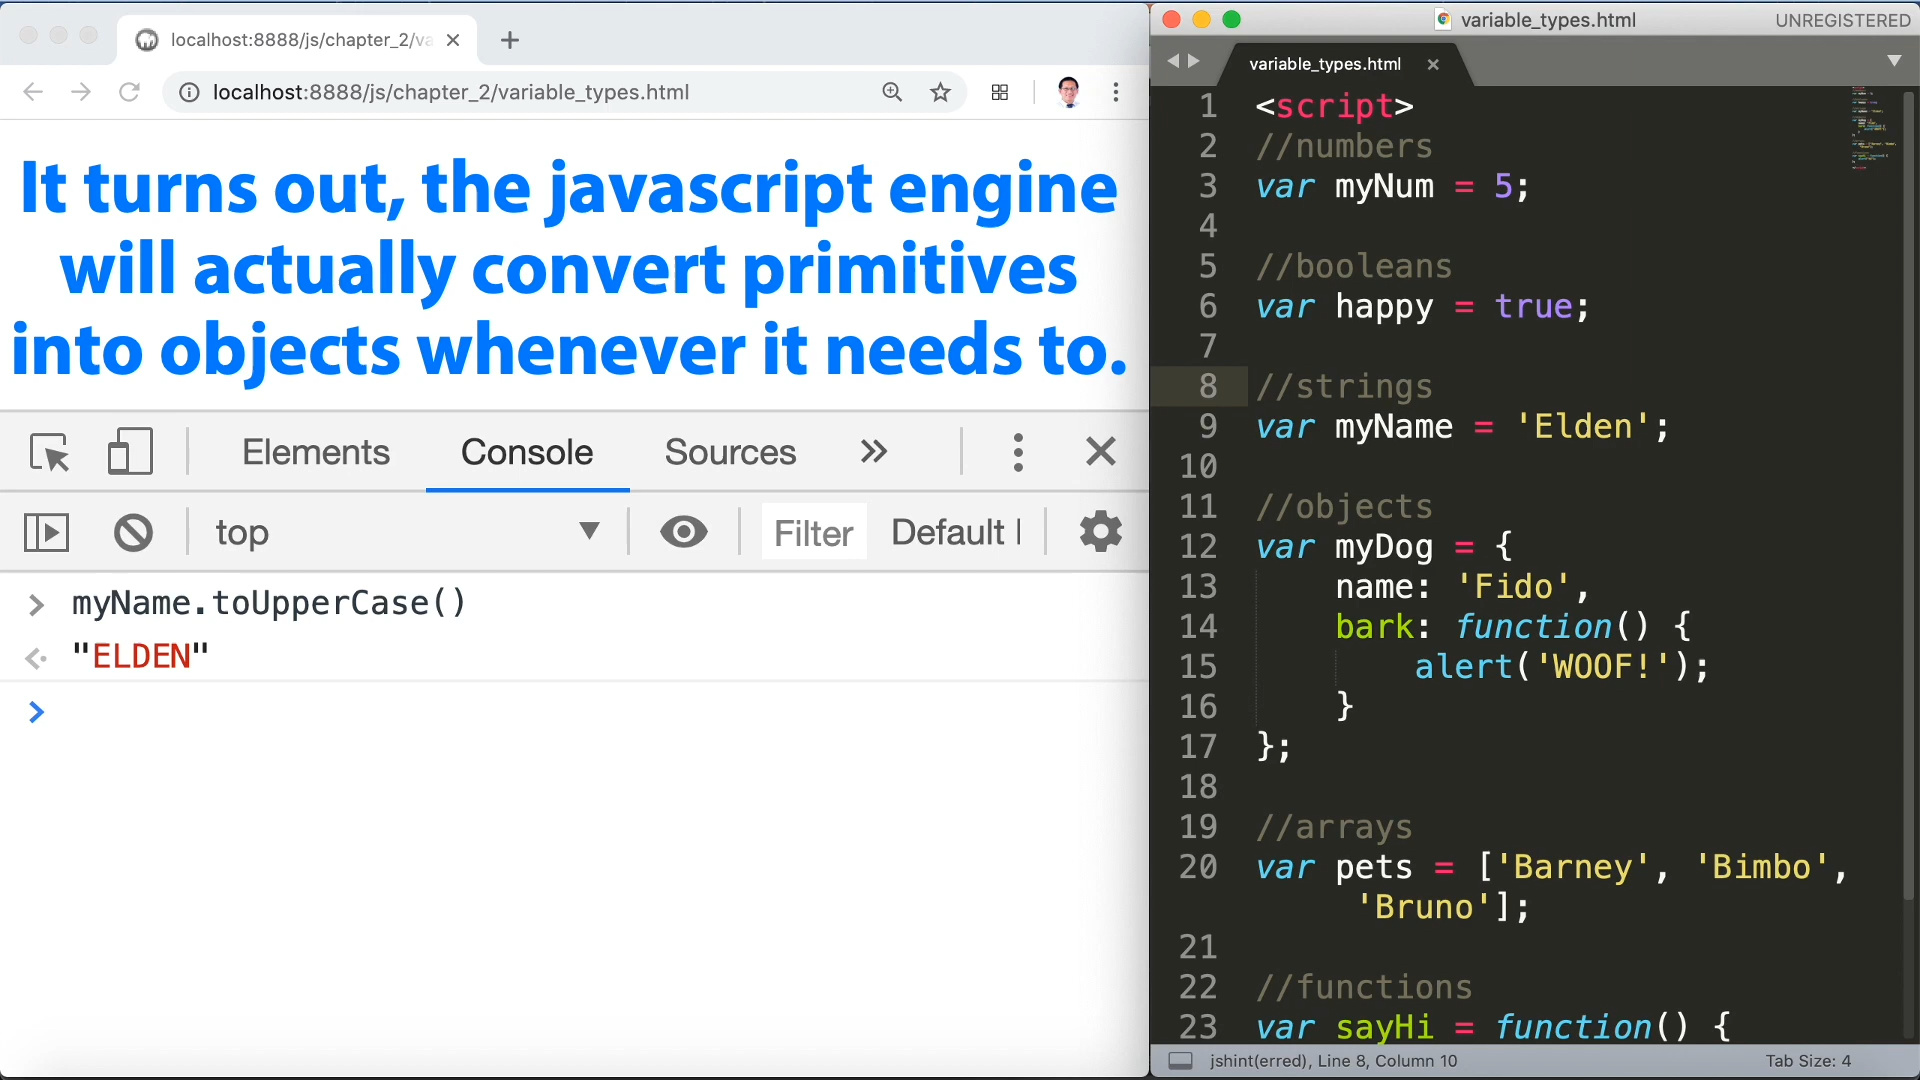 localhost:8888/js/chapter_2/va
localhost:8888/js/chapter_2/variable_types.html
It turns out, the javascript engine
will actually convert primitives
into objects whenever it needs to.
Elements Console Sources
top Filter Default l
myName.toUpperCase()
"ELDEN"
variable_types.html UNREGISTERED
variable_types.html
1 <script>
2 //numbers
3 var myNum = 5;
4
5 //booleans
6 var happy = true;
7
8 //strings
9 var myName = 'Elden';
10
11 //objects
12 var myDog = {
13 name: 'Fido',
14 bark: function() {
15 alert('WOOF!');
16 }
17 };
18
19 //arrays
20 var pets = ['Barney', 'Bimbo',
'Bruno'];
21
22 //functions
23 var sayHi = function() {
jshint(erred), Line 8, Column 10 Tab Size: 4